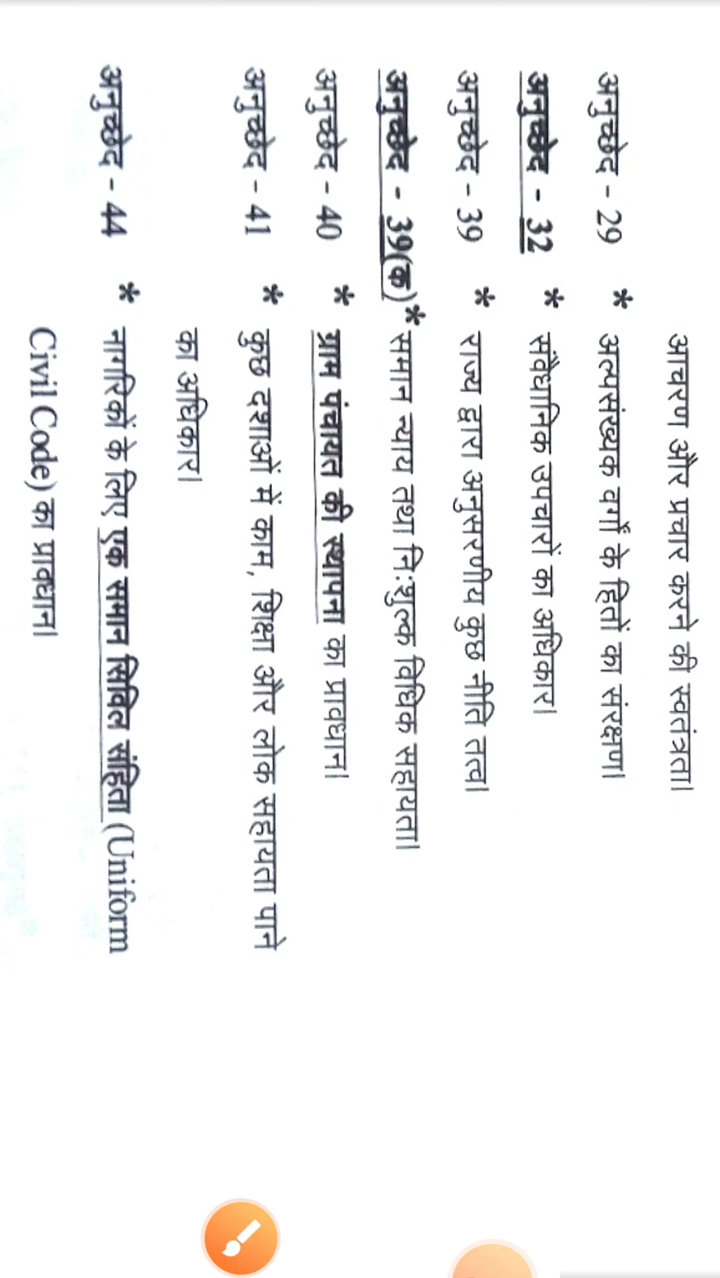 आचरण और प्रचार करने की स्वतंत्रता।
अनुच्छेद - 29 * अल्पसंख्यक वर्गों के हितों का संरक्षण।
अनुच्छेद - 32 * संवैधानिक उपचारों का अधिकार।
अनुच्छेद - 39 * राज्य द्वारा अनुसरणीय कुछ नीति तत्व।
अनुच्छेद - 39(क)* समान न्याय तथा नि:शुल्क विधिक सहायता।
अनुच्छेद - 40 * ग्राम पंचायत की स्थापना का प्रावधान।
अनुच्छेद - 41 * कुछ दशाओं में काम, शिक्षा और लोक सहायता पाने
का अधिकार।
अनुच्छेद - 44 * नागरिकों के लिए एक समान सिविल संहिता (Uniform
Civil Code) का प्रावधान।